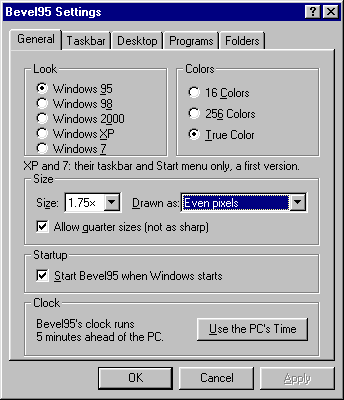 Bevel95 Settings
General Taskbar Desktop Programs Folders
Look
Windows 95
Windows 98
Windows 2000
Windows XP
Windows 7
Colors
16 Colors
256 Colors
True Color
XP and 7: their taskbar and Start menu only, a first version.
Size
Size: 1.75× Drawn as: Even pixels
Allow quarter sizes (not as sharp)
Startup
Start Bevel95 when Windows starts
Clock
Bevel95's clock runs
5 minutes ahead of the PC.
Use the PC's Time
OK Cancel Apply